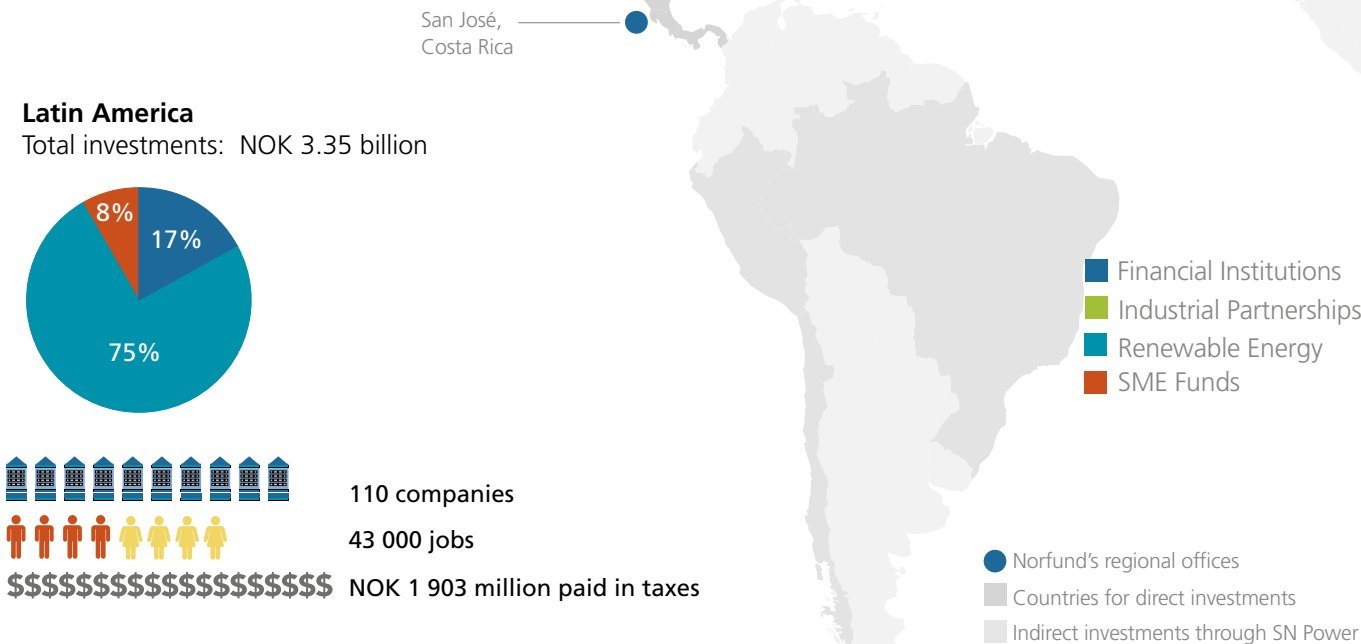 San José,
Costa Rica
Latin America
Total investments: NOK 3.35 billion
8%
17%
75%
Financial Institutions
Industrial Partnerships
Renewable Energy
SME Funds
110 companies
43 000 jobs
$$$$$$$$$$$$$$$$$$$ NOK 1 903 million paid in taxes
Norfund's regional offices
Countries for direct investments
Indirect investments through SN Power